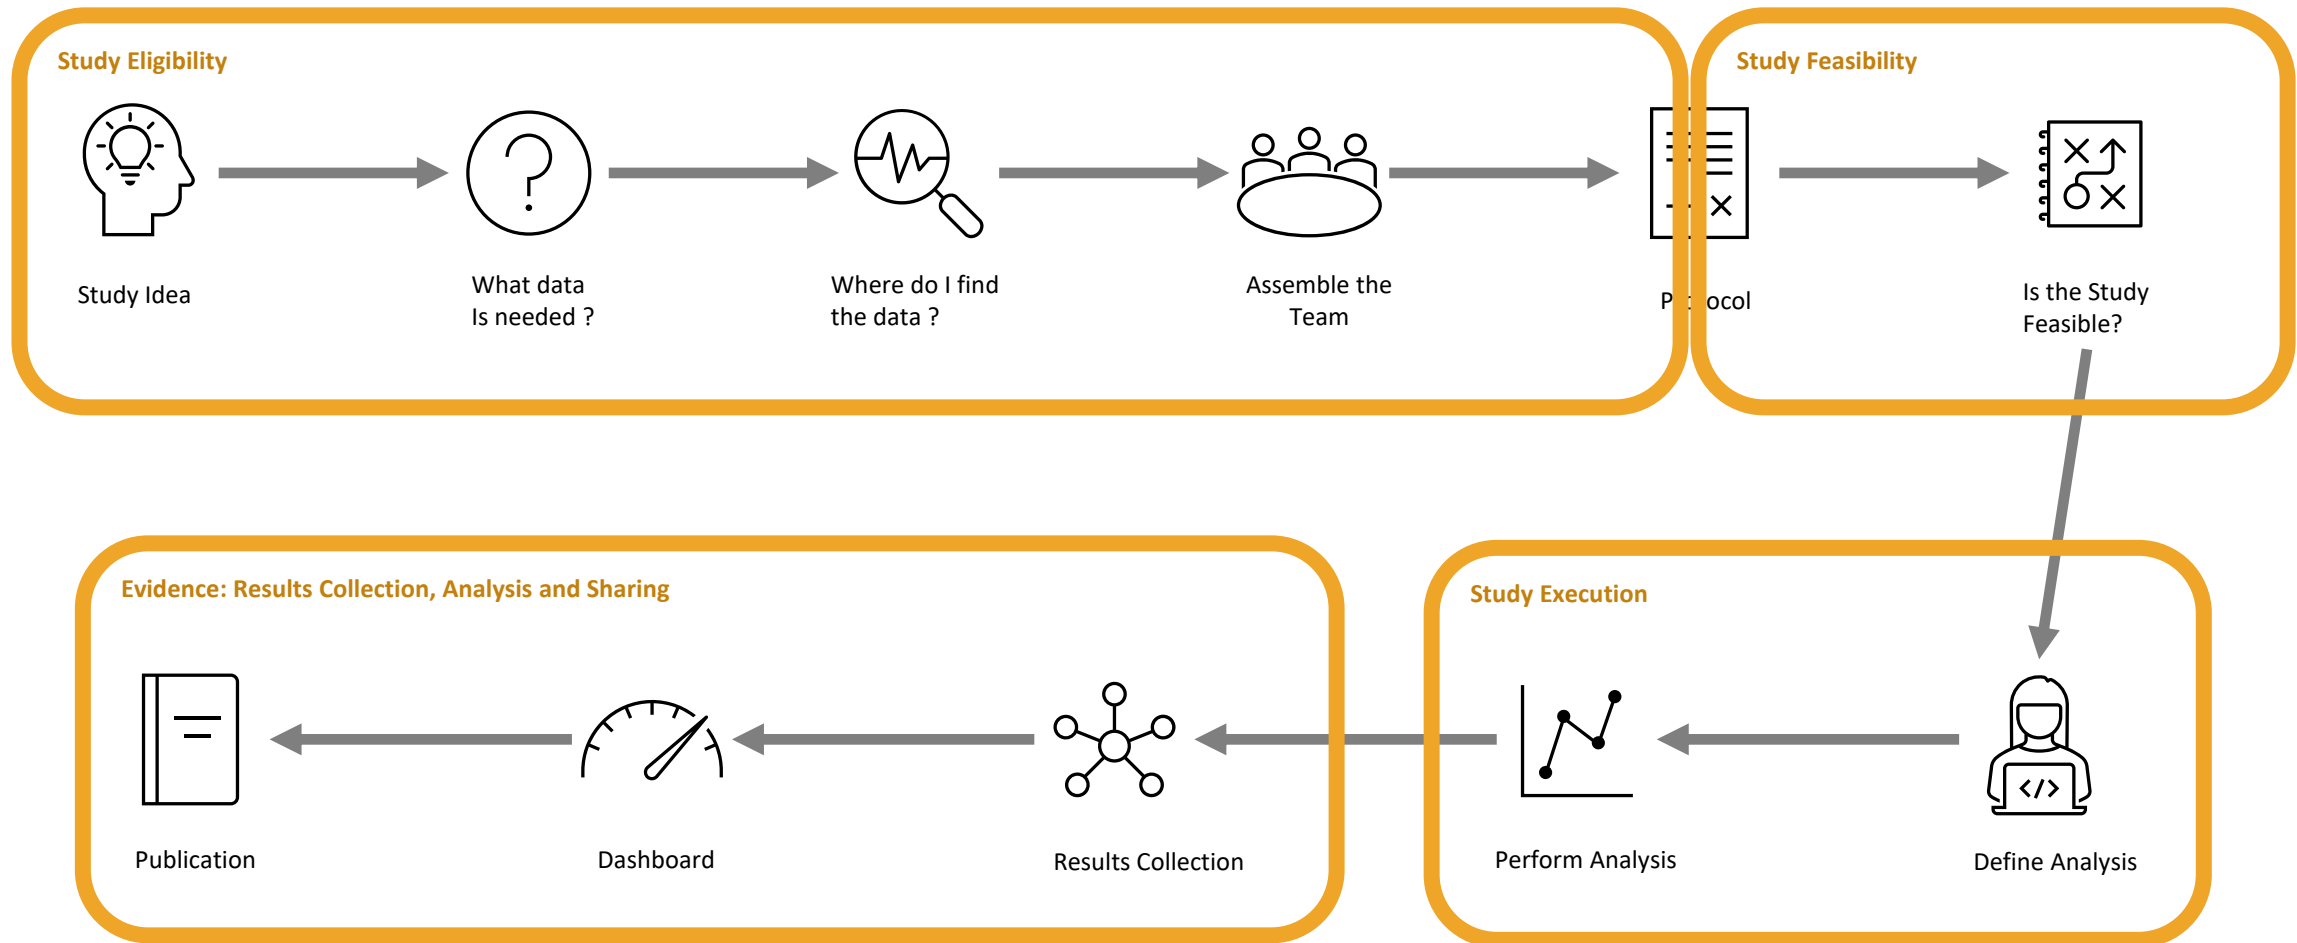 Study Eligibility
Study Feasibility
Study Idea
What data
Is needed ?
Where do I find
the data ?
Assemble the
Team
Protocol
Is the Study
Feasible?
Evidence: Results Collection, Analysis and Sharing
Study Execution
</>
Publication
Dashboard
Results Collection
Perform Analysis
Define Analysis